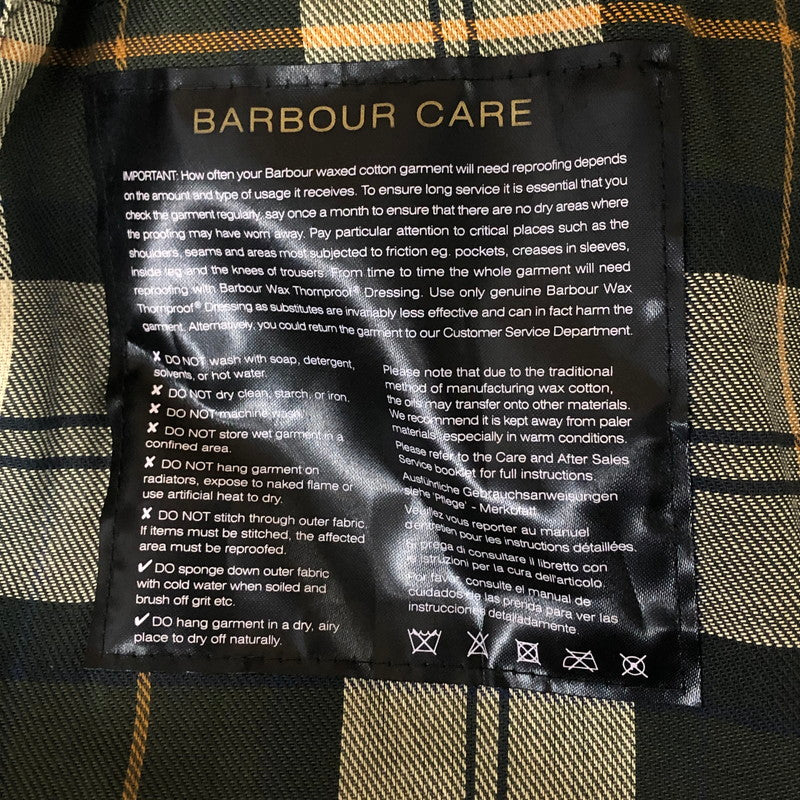 BARBOUR CARE
IMPORTANT: How often your Barbour waxed cotton garment will need reproofing depends
on the amount and type of usage it receives. To ensure long service it is essential that you
check the garment regularly, say once a month to ensure that there are no dry areas where
the proofing may have worn away. Pay particular attention to critical places such as the
shoulders, seams and areas most subjected to friction eg. pockets, creases in sleeves,
inside leg and the knees of trousers. From time to time the whole garment will need
reproofing with Barbour Wax Thornproof® Dressing. Use only genuine Barbour Wax
Thornproof® Dressing as substitutes are invariably less effective and can in fact harm the
garment. Alternatively, you could return the garment to our Customer Service Department.
✘ DO NOT wash with soap, detergent,
solvents, or hot water.
✘ DO NOT dry clean, starch, or iron.
✘ DO NOT machine wash.
✘ DO NOT store wet garment in a
confined area.
✘ DO NOT hang garment on
radiators, expose to naked flame or
use artificial heat to dry.
✘ DO NOT stitch through outer fabric.
If items must be stitched, the affected
area must be reproofed.
✔ DO sponge down outer fabric
with cold water when soiled and
brush off grit etc.
✔ DO hang garment in a dry, airy
place to dry off naturally.
Please note that due to the traditional
method of manufacturing wax cotton,
the oils may transfer onto other materials.
We recommend it is kept away from paler
materials, especially in warm conditions.
Please refer to the Care and After Sales
Service booklet for full instructions.
Ausführliche Gebrauchsanweisungen
siehe 'Pflege' - Merkblatt.
Veuillez vous reporter au manuel
d'entretien pour les instructions détaillées.
Si prega di consultare il libretto con
le istruzioni per la cura dell'articolo
Por favor, consulte el manual de
cuidados de las prenda para ver las
instrucciones detalladamente.